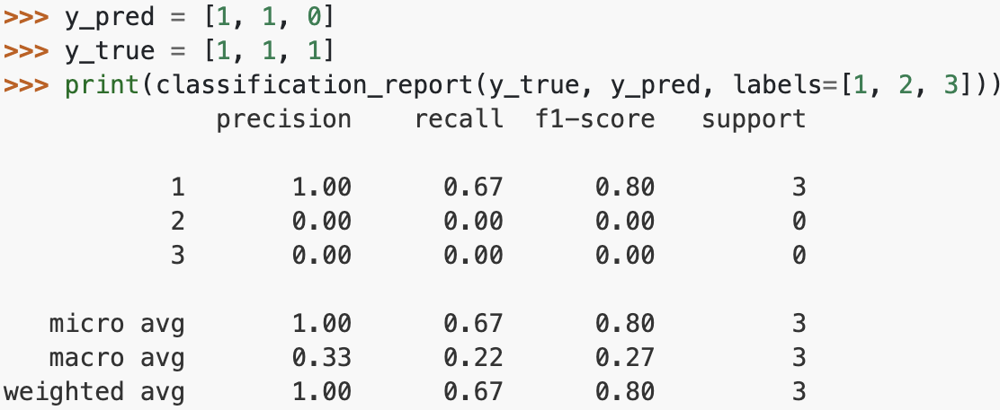 >>> y_pred = [1, 1, 0]
>>> y_true = [1, 1, 1]
>>> print(classification_report(y_true, y_pred, labels=[1, 2, 3]))
              precision    recall  f1-score   support

           1       1.00      0.67      0.80         3
           2       0.00      0.00      0.00         0
           3       0.00      0.00      0.00         0

   micro avg       1.00      0.67      0.80         3
   macro avg       0.33      0.22      0.27         3
weighted avg       1.00      0.67      0.80         3